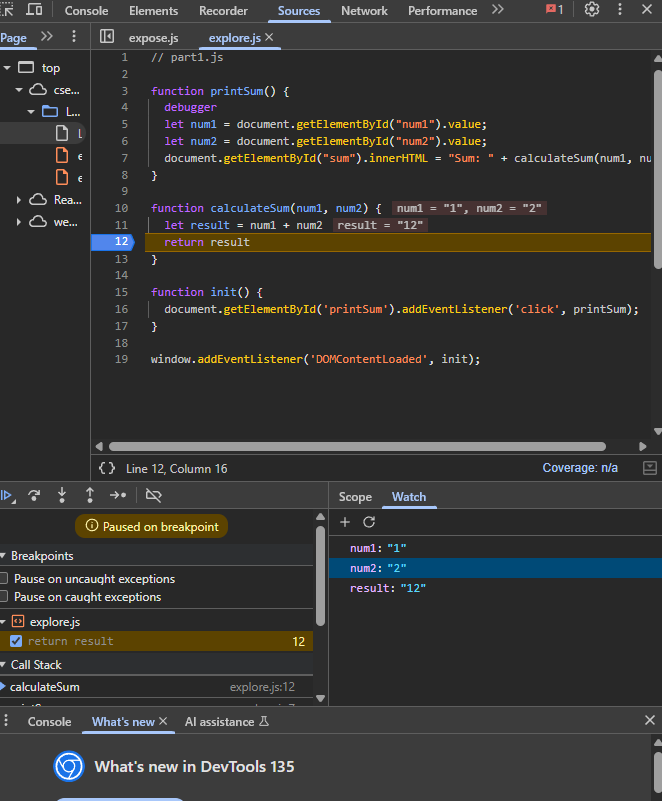 Console Elements Recorder Sources Network Performance 1
Page
expose.js explore.js
top
cse...
L...
L
e
e
Rea...
we...
1 // part1.js
2
3 function printSum() {
4 debugger
5 let num1 = document.getElementById("num1").value;
6 let num2 = document.getElementById("num2").value;
7 document.getElementById("sum").innerHTML = "Sum: " + calculateSum(num1, nu
8 }
9
10 function calculateSum(num1, num2) { num1 = "1", num2 = "2"
11 let result = num1 + num2 result = "12"
12 return result
13 }
14
15 function init() {
16 document.getElementById('printSum').addEventListener('click', printSum);
17 }
18
19 window.addEventListener('DOMContentLoaded', init);
{} Line 12, Column 16 Coverage: n/a
Paused on breakpoint
Breakpoints
Pause on uncaught exceptions
Pause on caught exceptions
explore.js
return result 12
Call Stack
calculateSum explore.js:12
Scope Watch
num1: "1"
num2: "2"
result: "12"
Console What's new AI assistance
What's new in DevTools 135